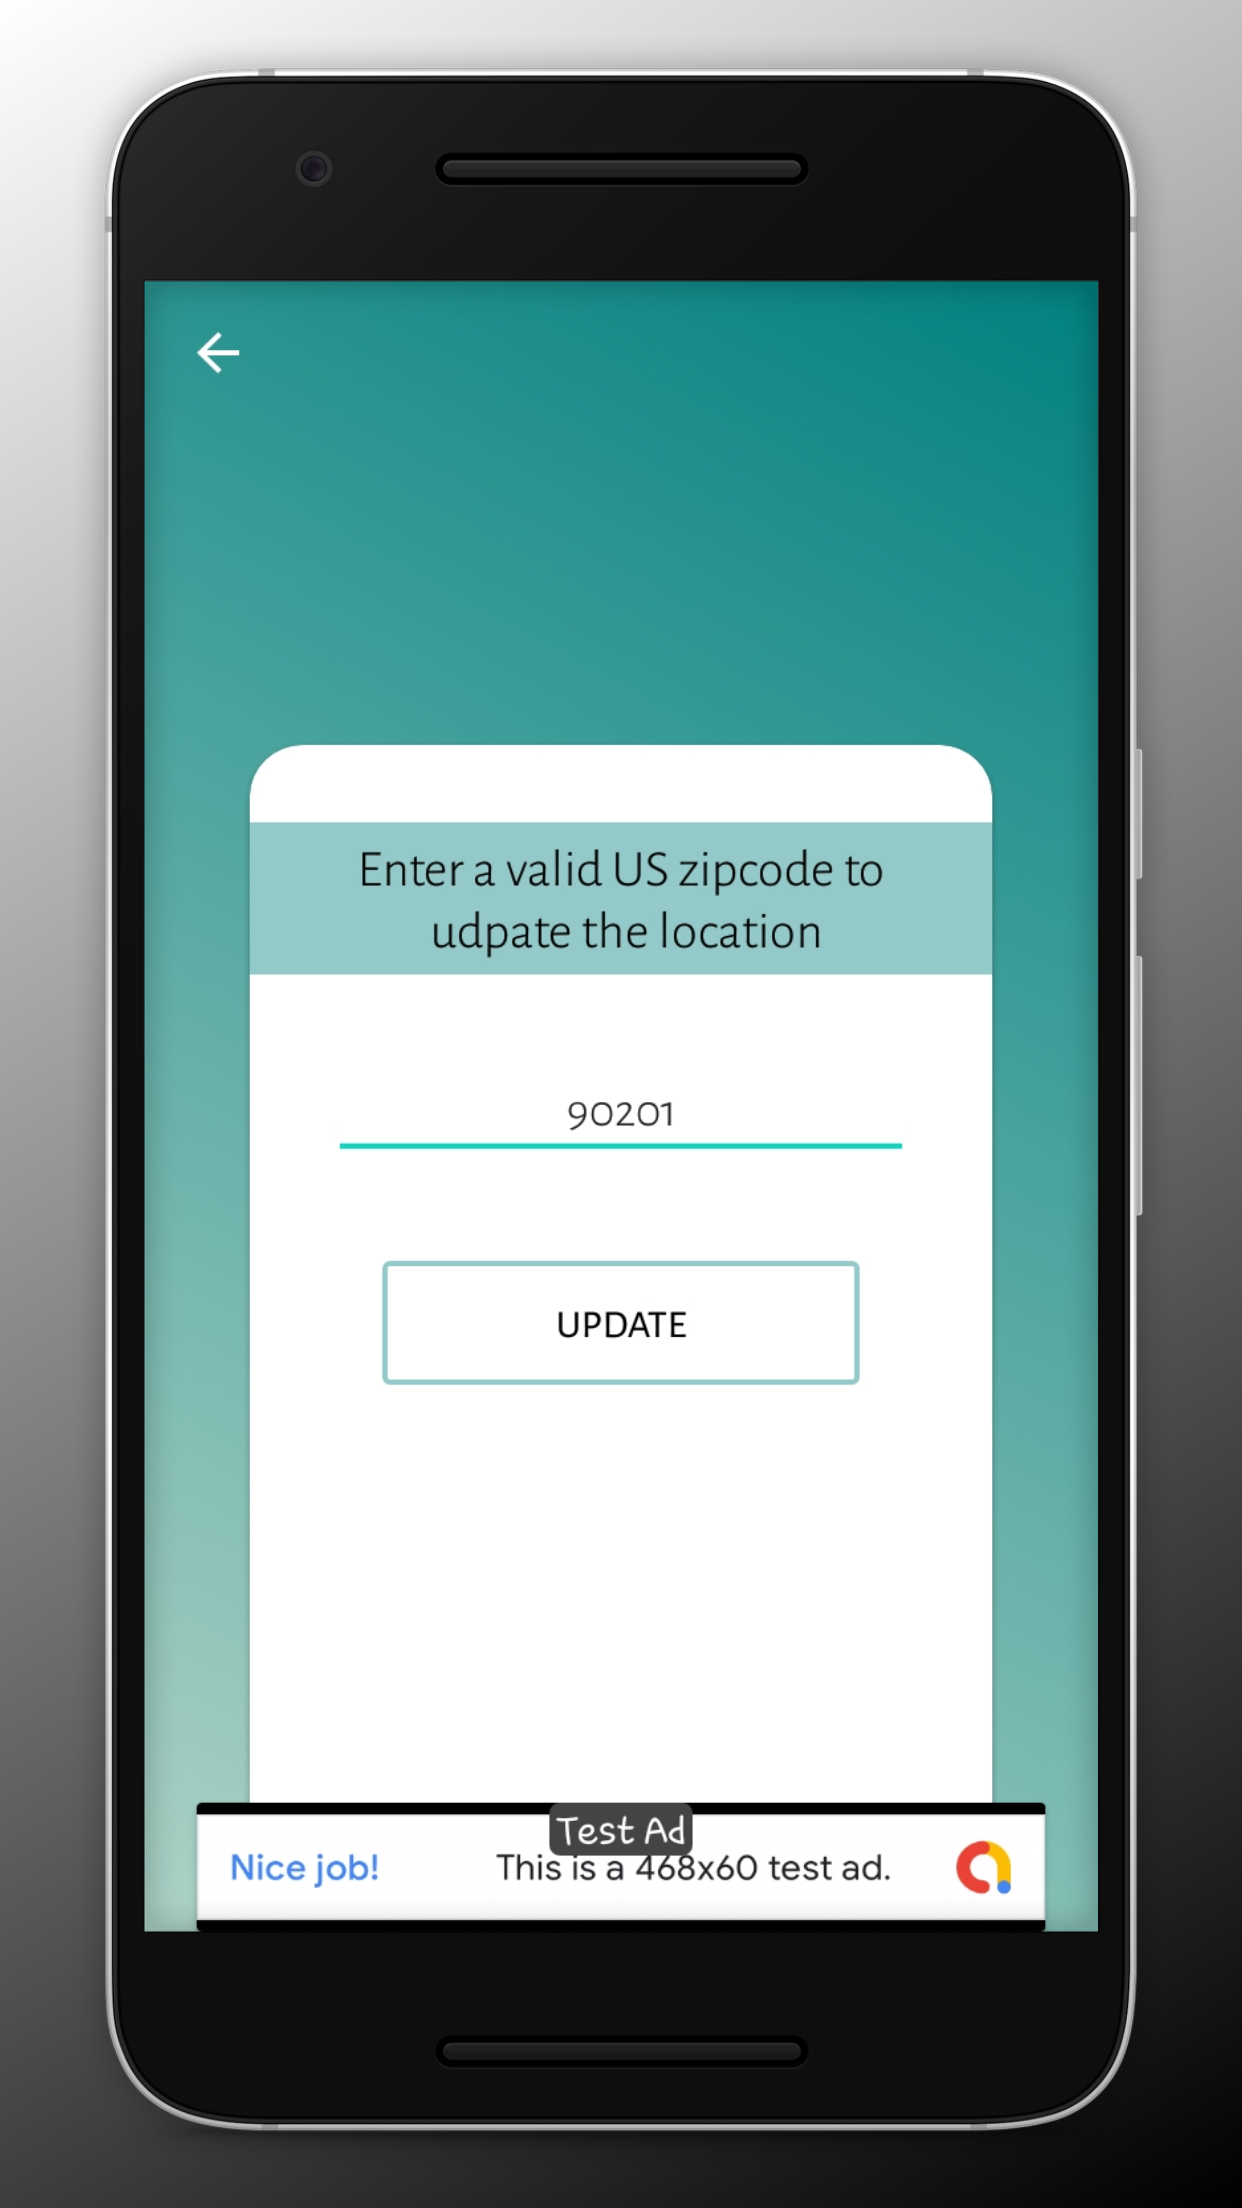 Enter a valid US zipcode to
udpate the location
90201
UPDATE
Test Ad
Nice job!
This is a 468x60 test ad.